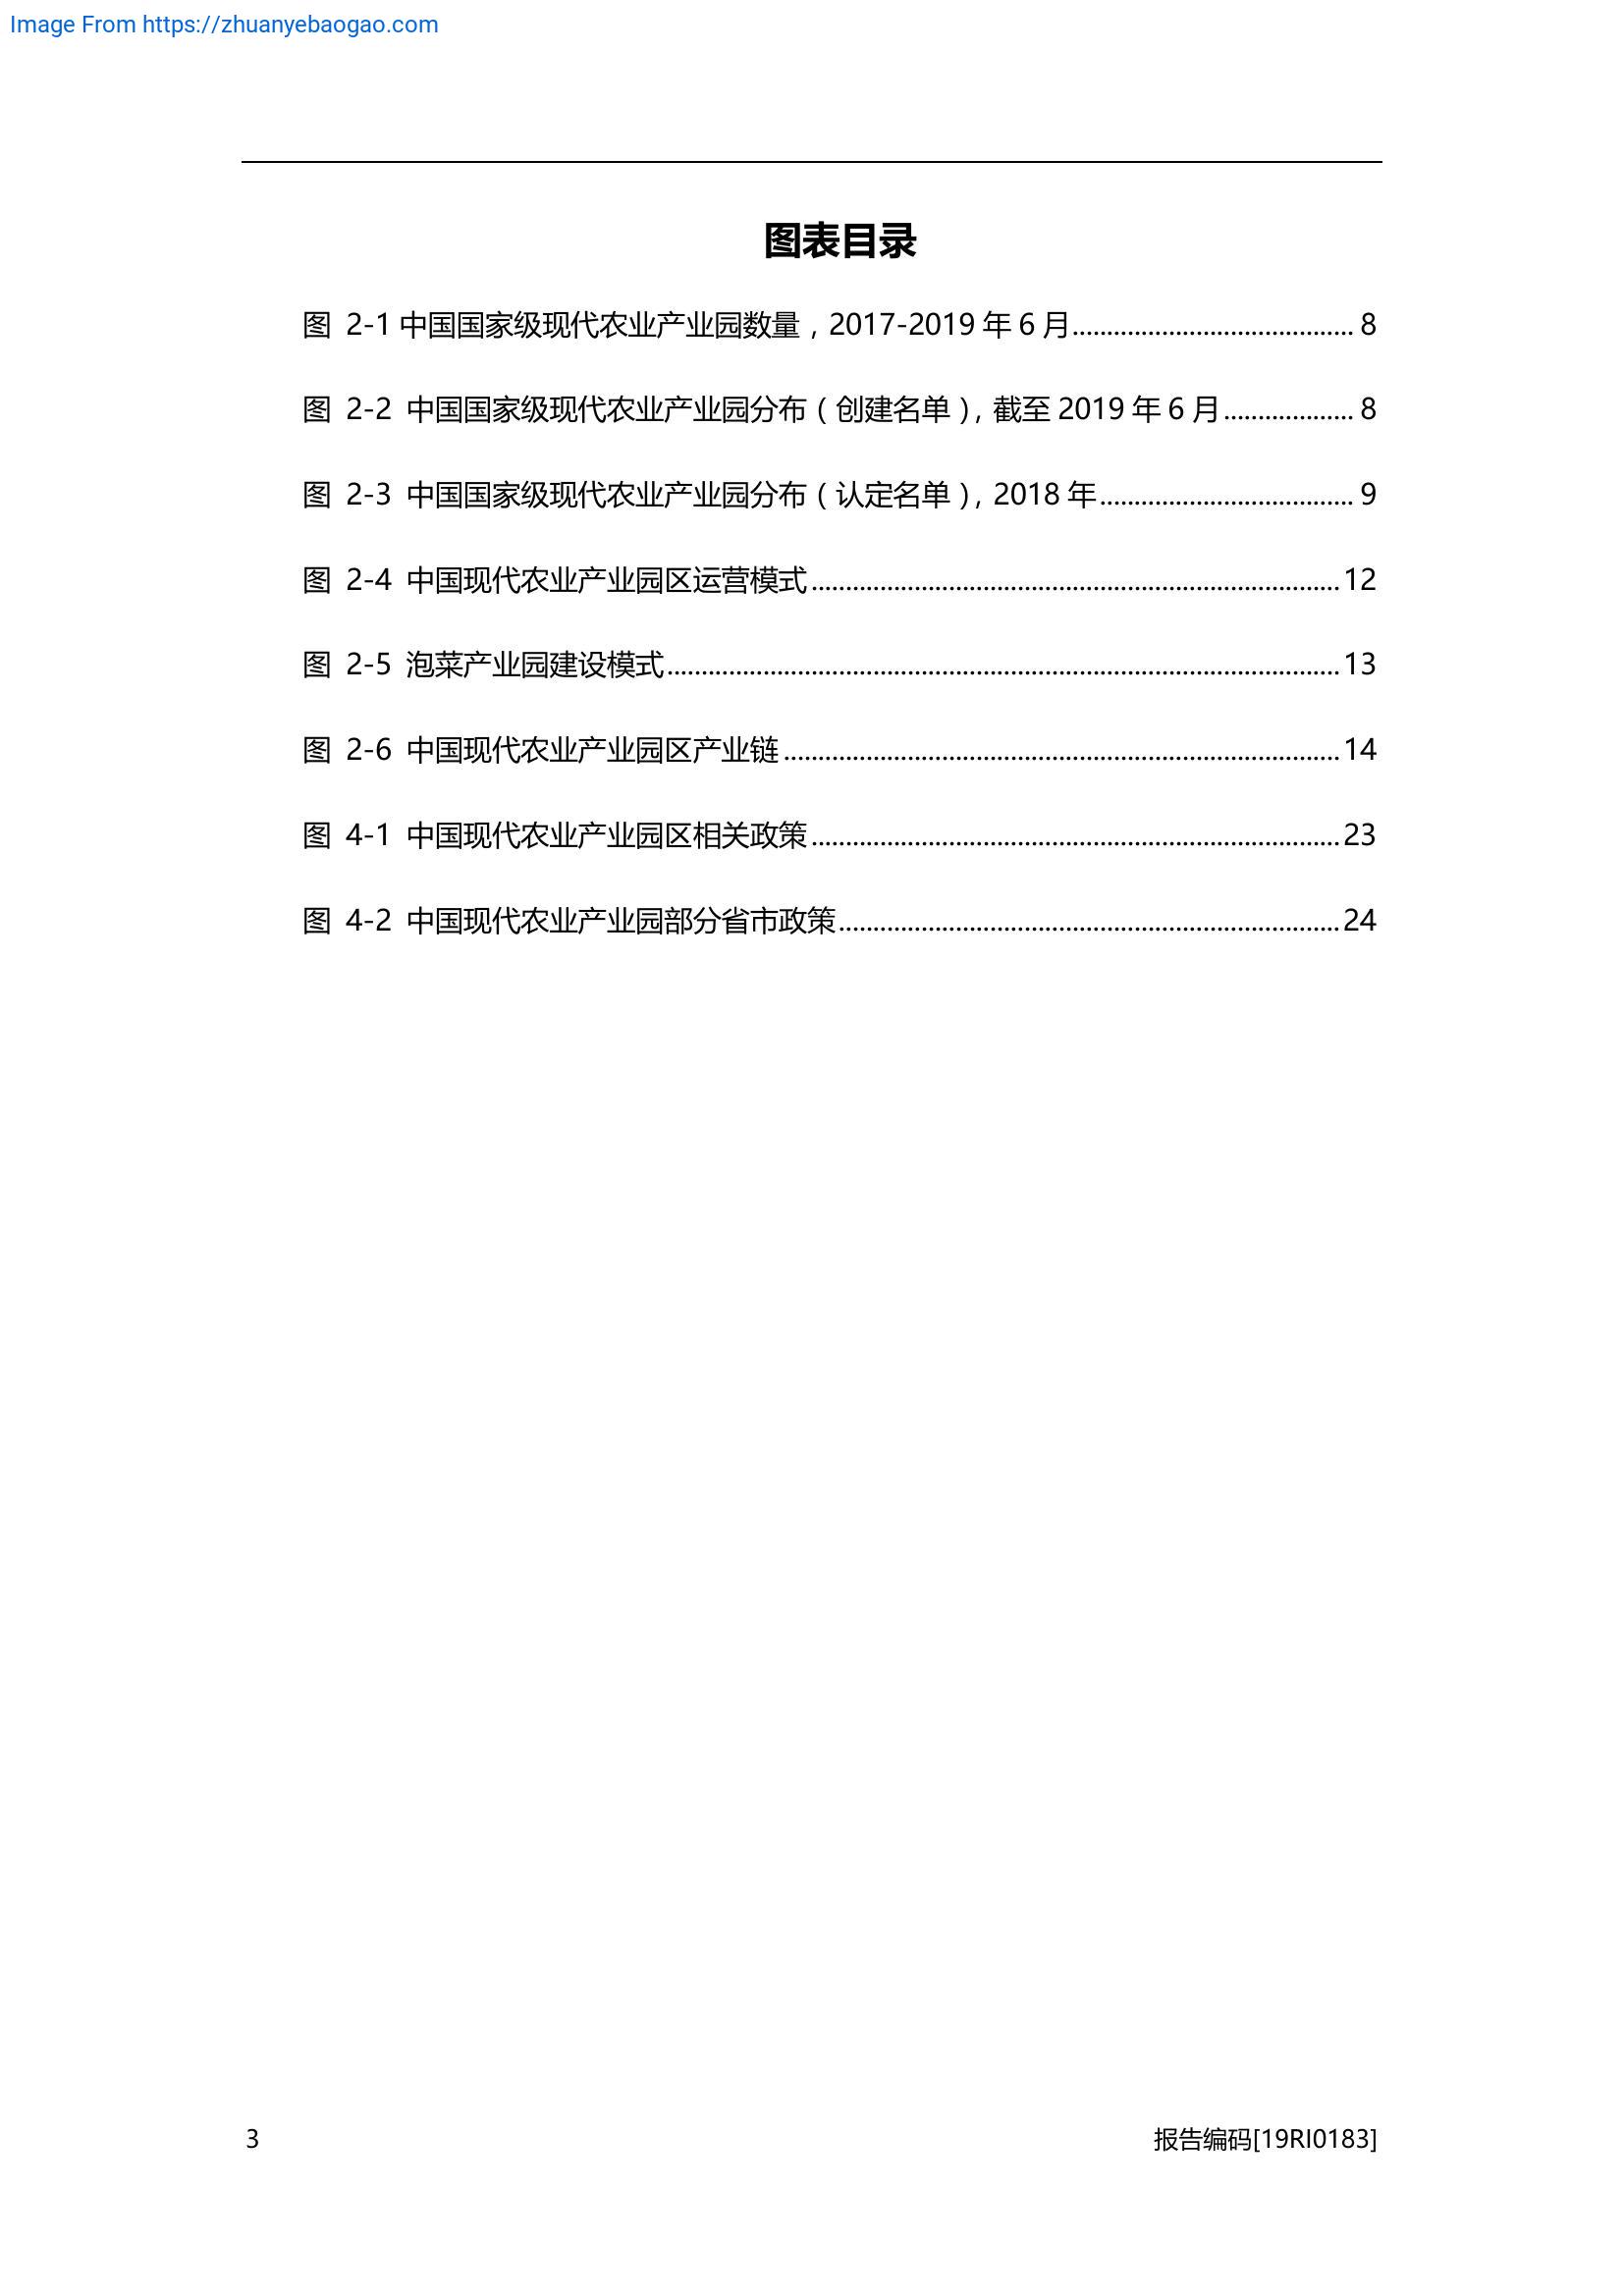 Image From https://zhuanyebaogao.com
图表目录
图 2-1 中国国家级现代农业产业园数量，2017-2019 年 6 月........................................ 8
图 2-2 中国国家级现代农业产业园分布（创建名单），截至 2019 年 6 月................... 8
图 2-3 中国国家级现代农业产业园分布（认定名单），2018 年..................................... 9
图 2-4 中国现代农业产业园区运营模式............................................................................. 12
图 2-5 泡菜产业园建设模式.................................................................................................. 13
图 2-6 中国现代农业产业园区产业链................................................................................. 14
图 4-1 中国现代农业产业园区相关政策............................................................................. 23
图 4-2 中国现代农业产业园部分省市政策......................................................................... 24
3 报告编码[19RI0183]